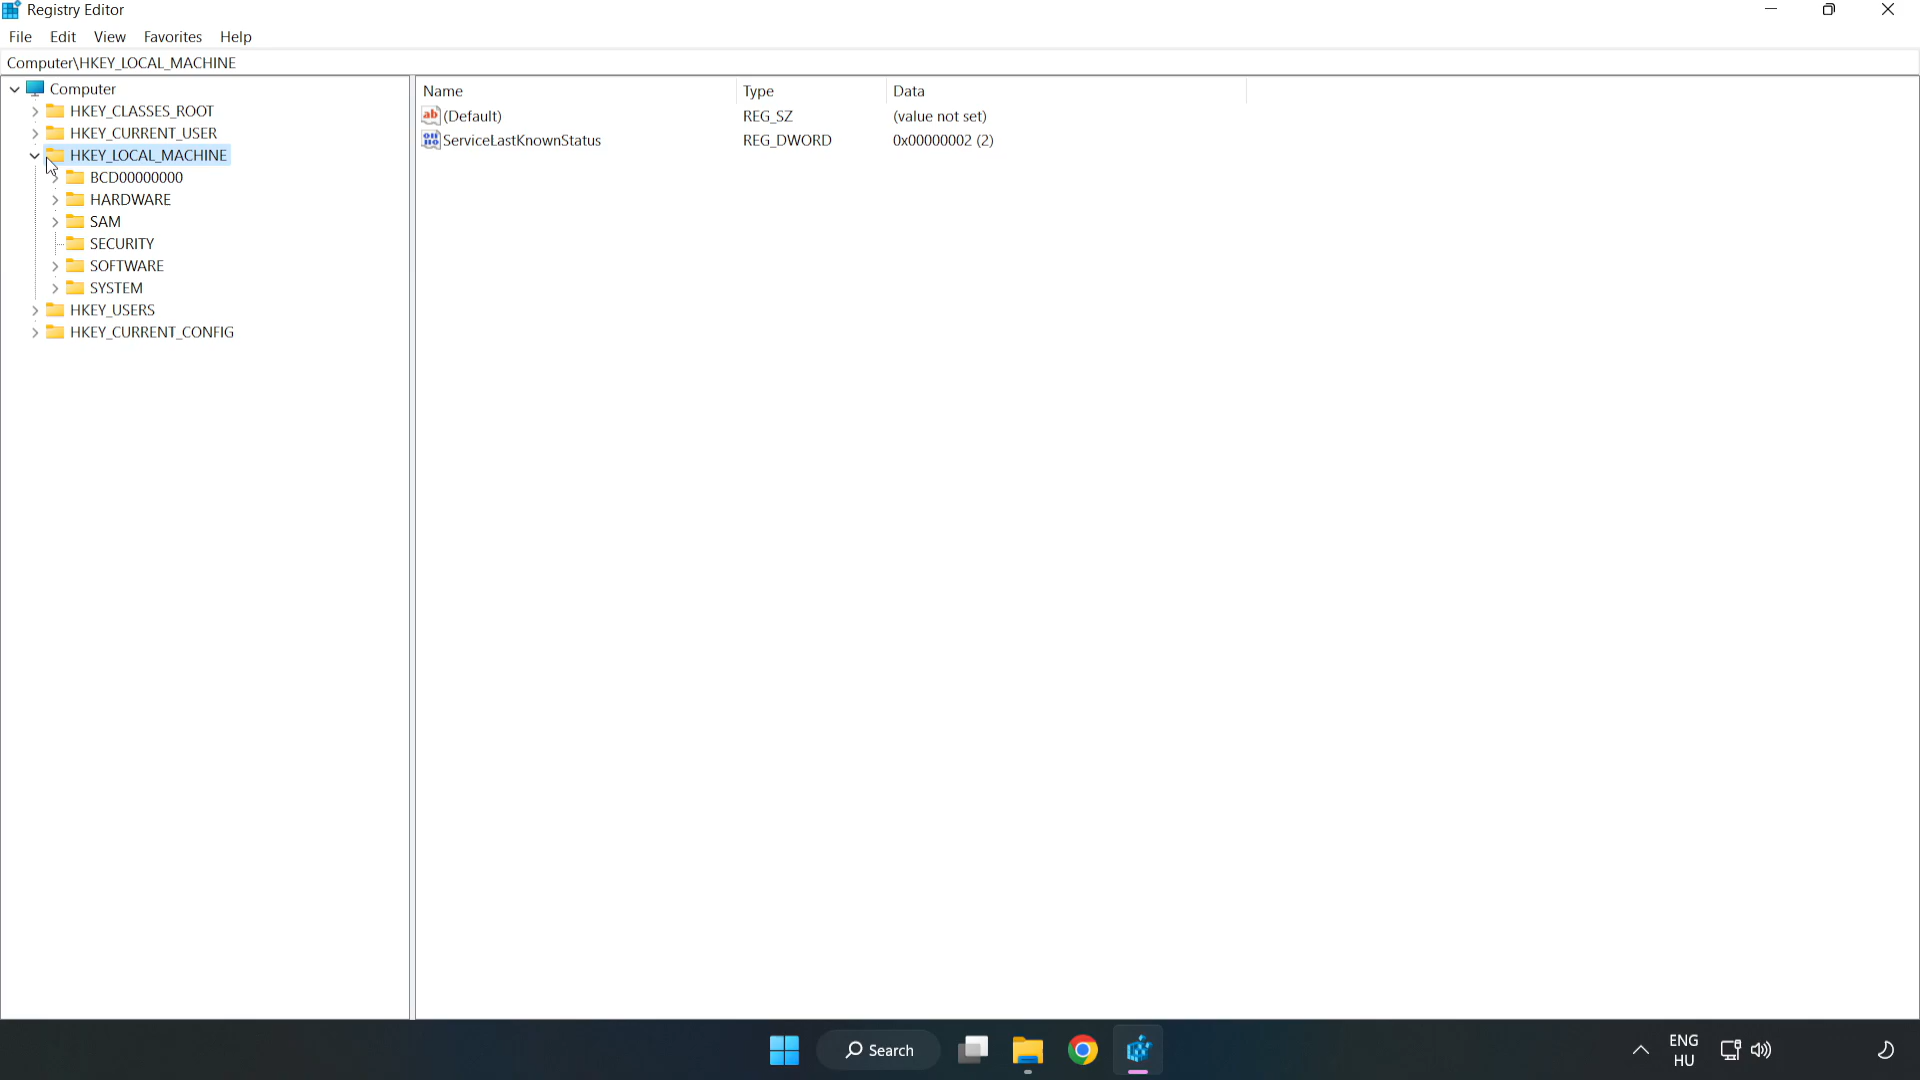 Registry Editor
File Edit View Favorites Help
Computer\HKEY_LOCAL_MACHINE
Computer
HKEY_CLASSES_ROOT
HKEY_CURRENT_USER
HKEY_LOCAL_MACHINE
BCD00000000
HARDWARE
SAM
SECURITY
SOFTWARE
SYSTEM
HKEY_USERS
HKEY_CURRENT_CONFIG
Name Type Data
(Default) REG_SZ (value not set)
ServiceLastKnownStatus REG_DWORD 0x00000002 (2)
Search
ENG
HU